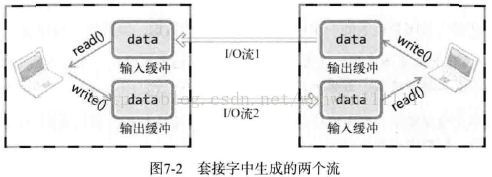 read()
data
输入缓冲
I/O流1
data
输出缓冲
write()
write()
data
输出缓冲
I/O流2
data
输入缓冲
read()
图7-2 套接字中生成的两个流